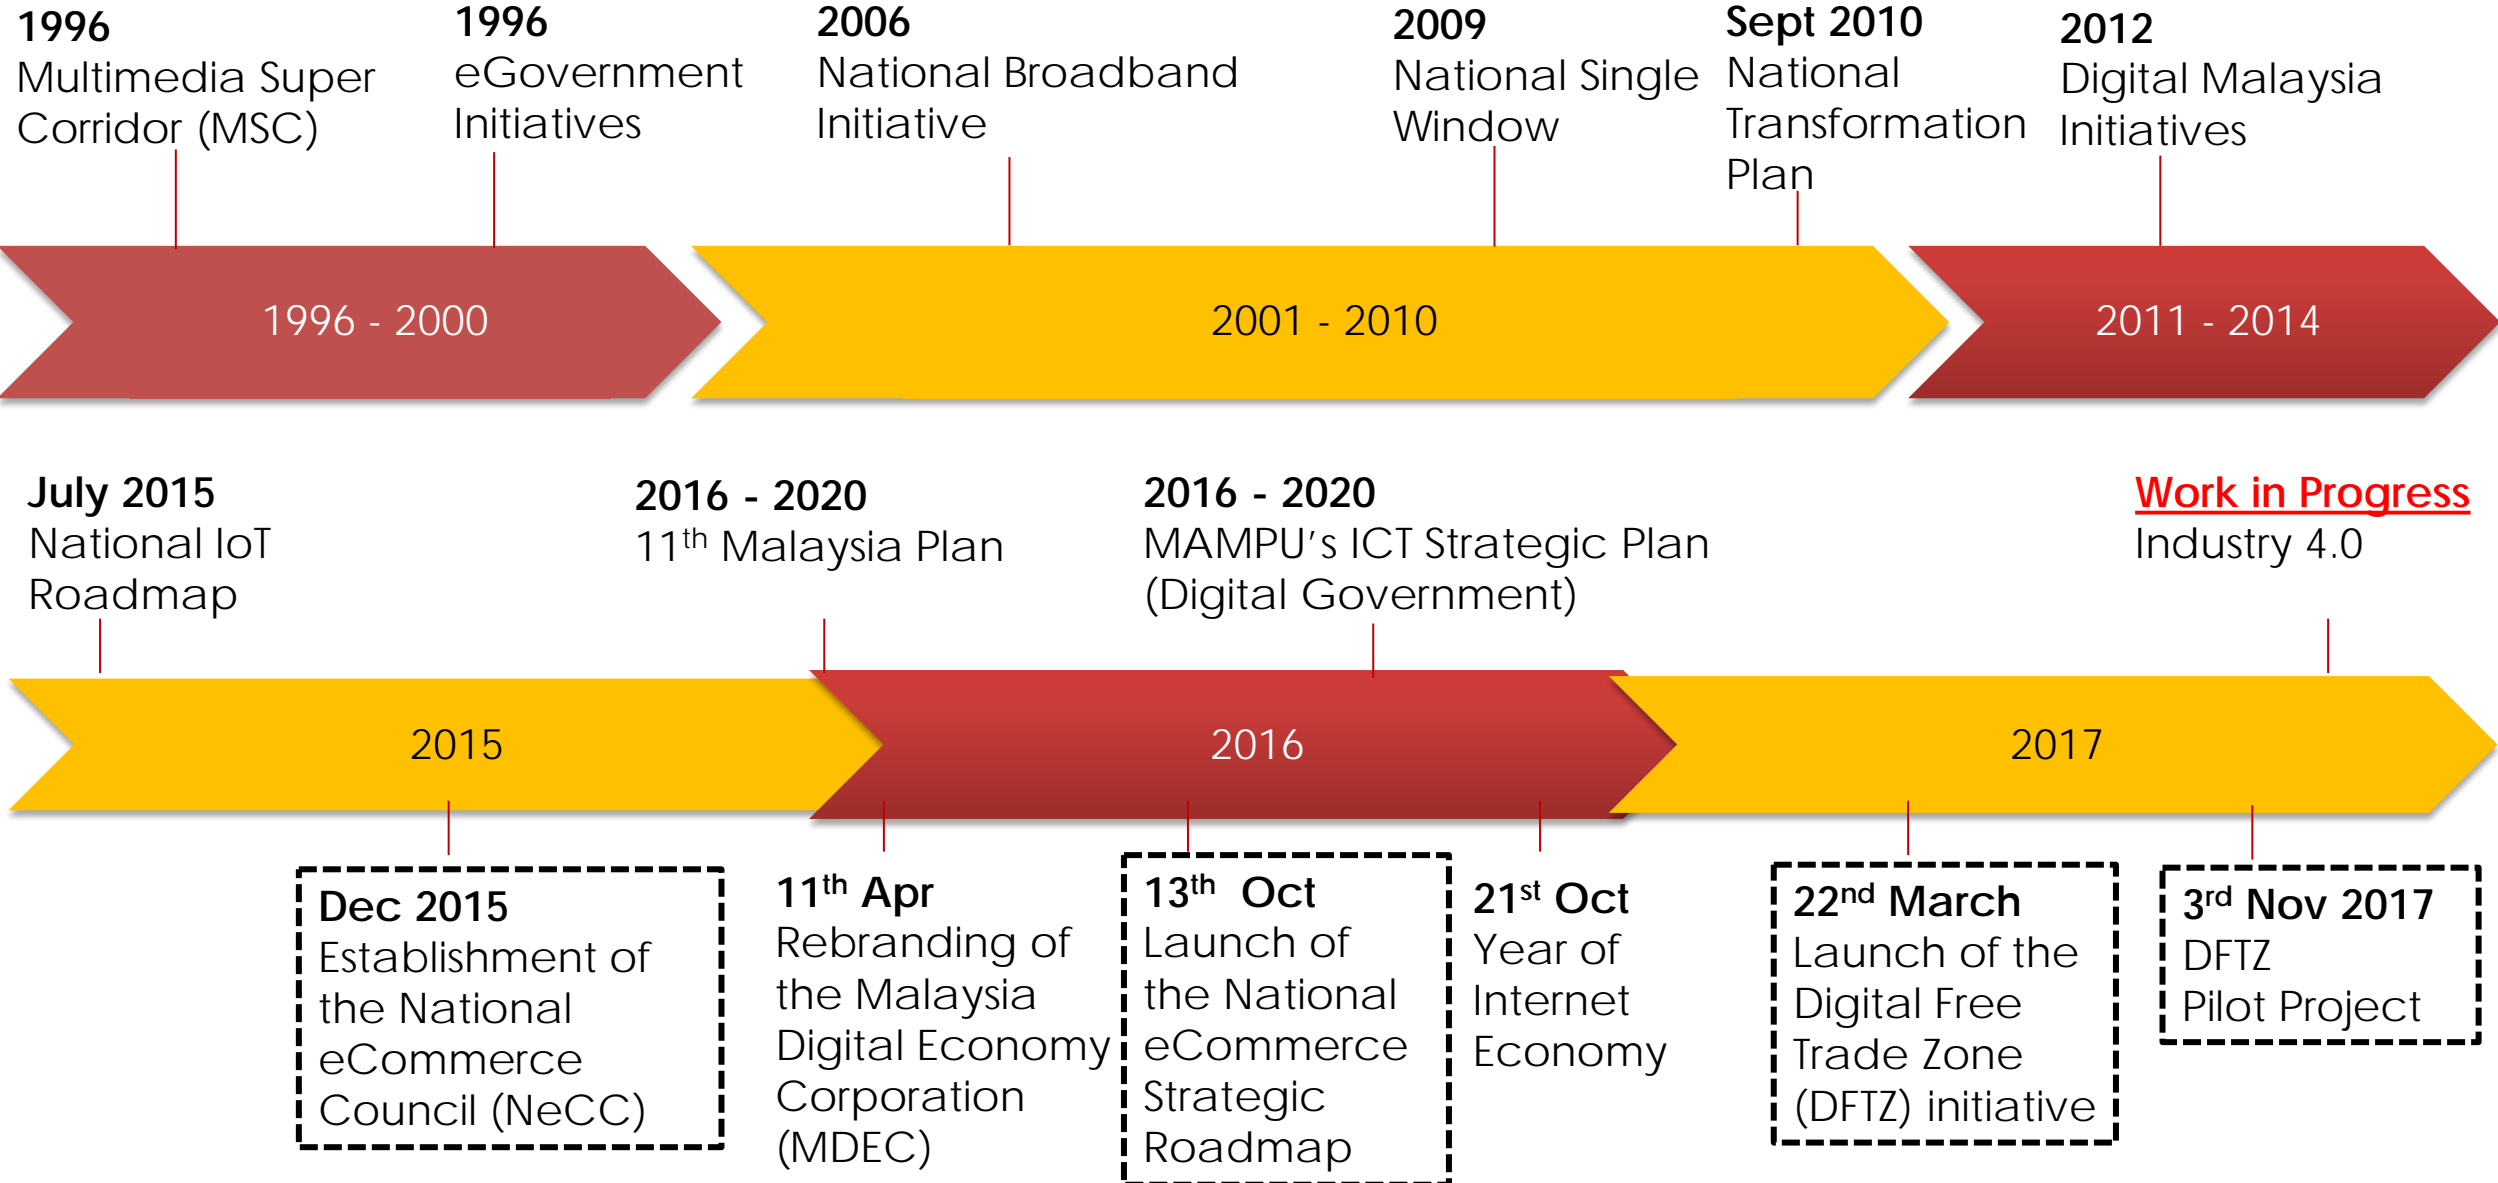 1996
Multimedia Super
Corridor (MSC)
1996
eGovernment
Initiatives
2006
National Broadband
Initiative
2009
National Single
Window
Sept 2010
National
Transformation
Plan
2012
Digital Malaysia
Initiatives
1996 - 2000
2001 - 2010
2011 - 2014
July 2015
National IoT
Roadmap
2016 - 2020
11th Malaysia Plan
2016 - 2020
MAMPU's ICT Strategic Plan
(Digital Government)
Work in Progress
Industry 4.0
2015
2016
2017
Dec 2015
Establishment of
the National
eCommerce
Council (NeCC)
11th Apr
Rebranding of
the Malaysia
Digital Economy
Corporation
(MDEC)
13th Oct
Launch of
the National
eCommerce
Strategic
Roadmap
21st Oct
Year of
Internet
Economy
22nd March
Launch of the
Digital Free
Trade Zone
(DFTZ) initiative
3rd Nov 2017
DFTZ
Pilot Project